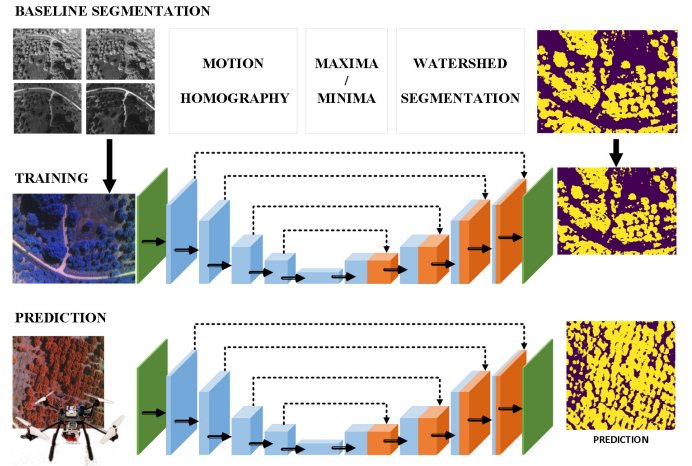 BASELINE SEGMENTATION
MOTION
HOMOGRAPHY
MAXIMA
/
MINIMA
WATERSHED
SEGMENTATION
TRAINING
PREDICTION
PREDICTION